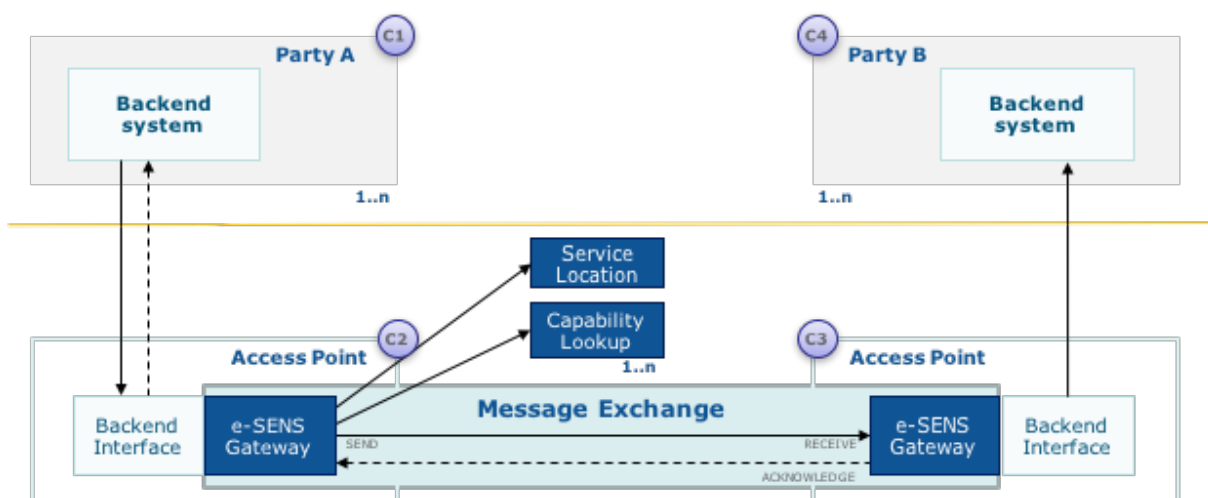 C1
C4
Party A
Party B
Backend
system
Backend
system
1..n
1..n
Service
Location
Capability
Lookup
1..n
C2
C3
Access Point
Access Point
Message Exchange
Backend
Interface
e-SENS
Gateway
e-SENS
Gateway
Backend
Interface
SEND
RECEIVE
ACKNOWLEDGE